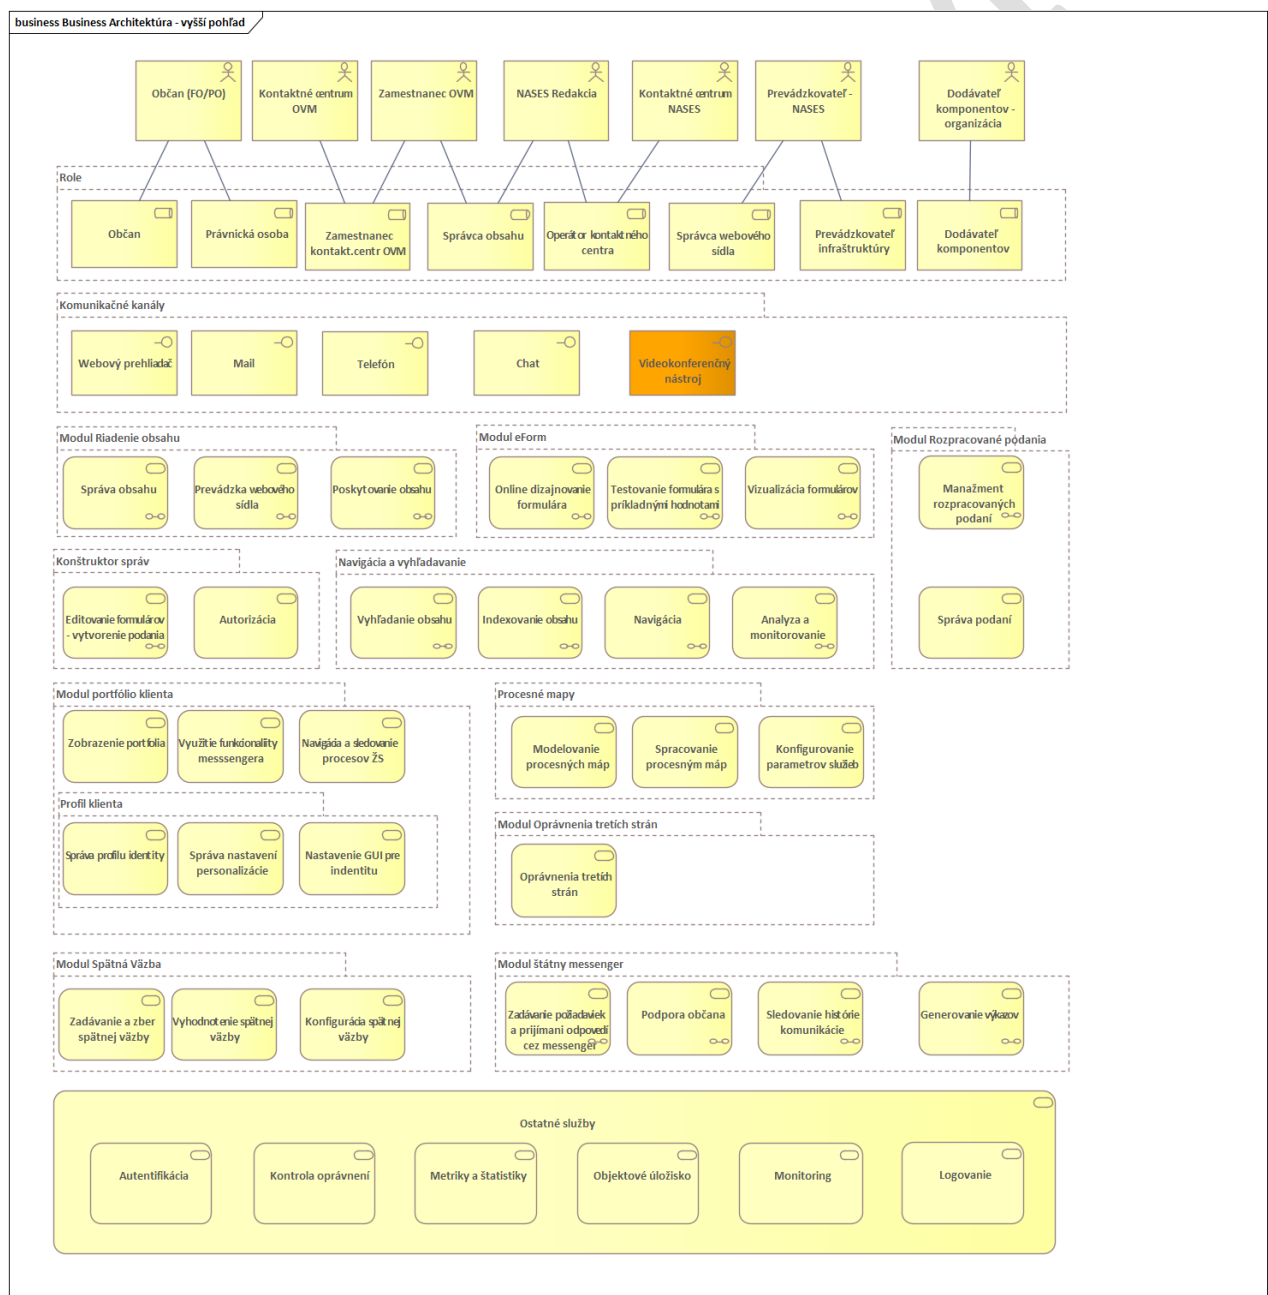 business Business Architektúra - vyšší pohľad
Občan (FO/PO)
Kontaktné centrum
OVM
Zamestnanec OVM
NASES Redakcia
Kontaktné centrum
NASES
Prevádzkovateľ -
NASES
Dodávateľ
komponentov -
organizácia
Role
Občan
Právnická osoba
Zamestnanec
kontakt.centr OVM
Správca obsahu
Operátor kontaktného
centra
Správca webového
sídla
Prevádzkovateľ
infraštruktúry
Dodávateľ
komponentov
Komunikačné kanály
Webový prehliadač
Mail
Telefón
Chat
Videokonferenčný
nástroj
Modul Riadenie obsahu
Správa obsahu
Prevádzka webového
sídla
Poskytovanie obsahu
Modul eForm
Online dizajnovanie
formulára
Testovanie formulára s
príkladnými hodnotami
Vizualizácia formulárov
Modul Rozpracované podania
Manažment
rozpracovaných
podaní
Správa podaní
Konštruktor správ
Editovanie formulárov
- vytvorenie podania
Autorizácia
Navigácia a vyhľadavanie
Vyhľadanie obsahu
Indexovanie obsahu
Navigácia
Analýza a
monitorovanie
Modul portfólio klienta
Zobrazenie portfolia
Využitie funkcionality
messsengera
Navigácia a sledovanie
procesov ŽS
Profil klienta
Správa profilu identity
Správa nastavení
personalizácie
Nastavenie GUI pre
indentitu
Procesné mapy
Modelovanie
procesných máp
Spracovanie
procesným máp
Konfigurovanie
parametrov služieb
Modul Oprávnenia tretích strán
Oprávnenia tretích
strán
Modul Spätná Väzba
Zadávanie a zber
spätnej väzby
Vyhodnotenie spätnej
väzby
Konfigurácia spätnej
väzby
Modul štátny messenger
Zadávanie požiadaviek
a prijímani odpovedí
cez messenger
Podpora občana
Sledovanie histórie
komunikácie
Generovanie výkazov
Ostatné služby
Autentifikácia
Kontrola oprávnení
Metriky a štatistiky
Objektové úložisko
Monitoring
Logovanie